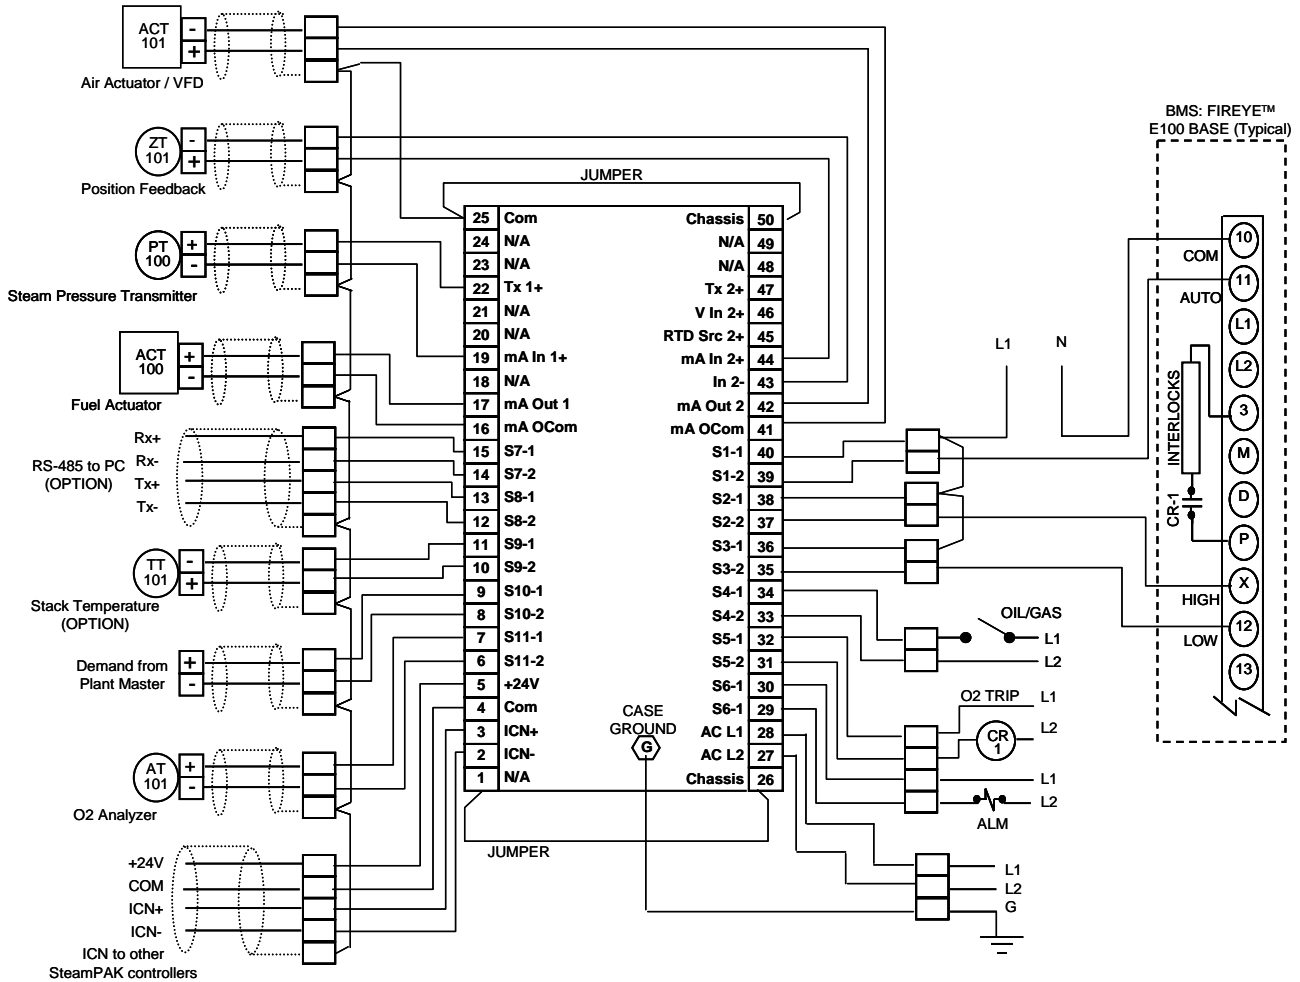 ACT
101
-
+
Air Actuator / VFD
ZT
101
-
+
Position Feedback
PT
100
+
-
Steam Pressure Transmitter
ACT
100
+
-
Fuel Actuator
Rx+
Rx-
Tx+
Tx-
RS-485 to PC
(OPTION)
TT
101
-
+
Stack Temperature
(OPTION)
Demand from
Plant Master
+
-
AT
101
+
-
O2 Analyzer
+24V
COM
ICN+
ICN-
ICN to other
SteamPAK controllers
JUMPER
25 Com
24 N/A
23 N/A
22 Tx 1+
21 N/A
20 N/A
19 mA In 1+
18 N/A
17 mA Out 1
16 mA OCom
15 S7-1
14 S7-2
13 S8-1
12 S8-2
11 S9-1
10 S9-2
9 S10-1
8 S10-2
7 S11-1
6 S11-2
5 +24V
4 Com
3 ICN+
2 ICN-
1 N/A
Chassis 50
N/A 49
N/A 48
Tx 2+ 47
V In 2+ 46
RTD Src 2+ 45
mA In 2+ 44
In 2- 43
mA Out 2 42
mA OCom 41
S1-1 40
S1-2 39
S2-1 38
S2-2 37
S3-1 36
S3-2 35
S4-1 34
S4-2 33
S5-1 32
S5-2 31
S6-1 30
S6-1 29
AC L1 28
AC L2 27
Chassis 26
CASE
GROUND
G
JUMPER
L1
N
OIL/GAS
L1
L2
O2 TRIP
L1
CR
1
L2
L1
L2
ALM
L1
L2
G
BMS: FIREYE™
E100 BASE (Typical)
COM
AUTO
HIGH
LOW
INTERLOCKS
CR-1
10
11
L1
L2
3
M
D
P
X
12
13